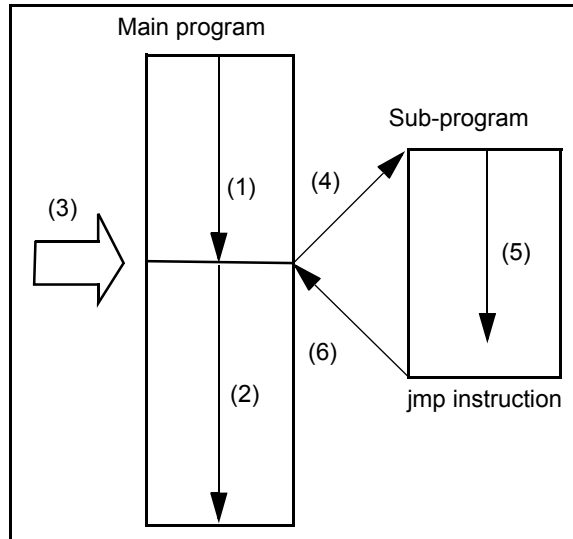 Main program
Sub-program
(1)
(4)
(3)
(5)
(6)
(2)
jmp instruction